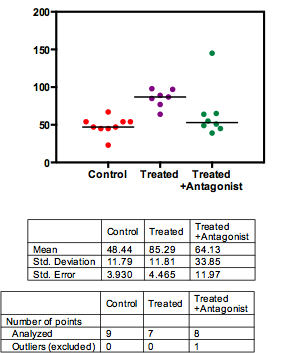 200
150
100
50
0
Control Treated Treated
+Antagonist
Control Treated Treated
+Antagonist
Mean 48.44 85.29 64.13
Std. Deviation 11.79 11.81 33.85
Std. Error 3.930 4.465 11.97
Control Treated Treated
+Antagonist
Number of points
Analyzed 9 7 8
Outliers (excluded) 0 0 1